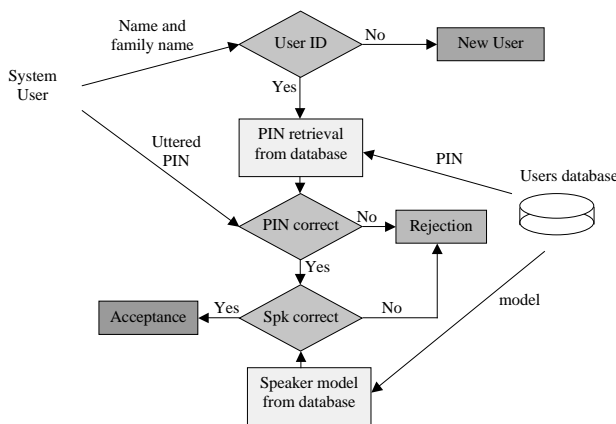 Name and
family name
User ID
No
New User
System
User
Yes
Uttered
PIN
PIN retrieval
from database
PIN
Users database
PIN correct
No
Rejection
Yes
Acceptance
Yes
Spk correct
No
model
Speaker model
from database